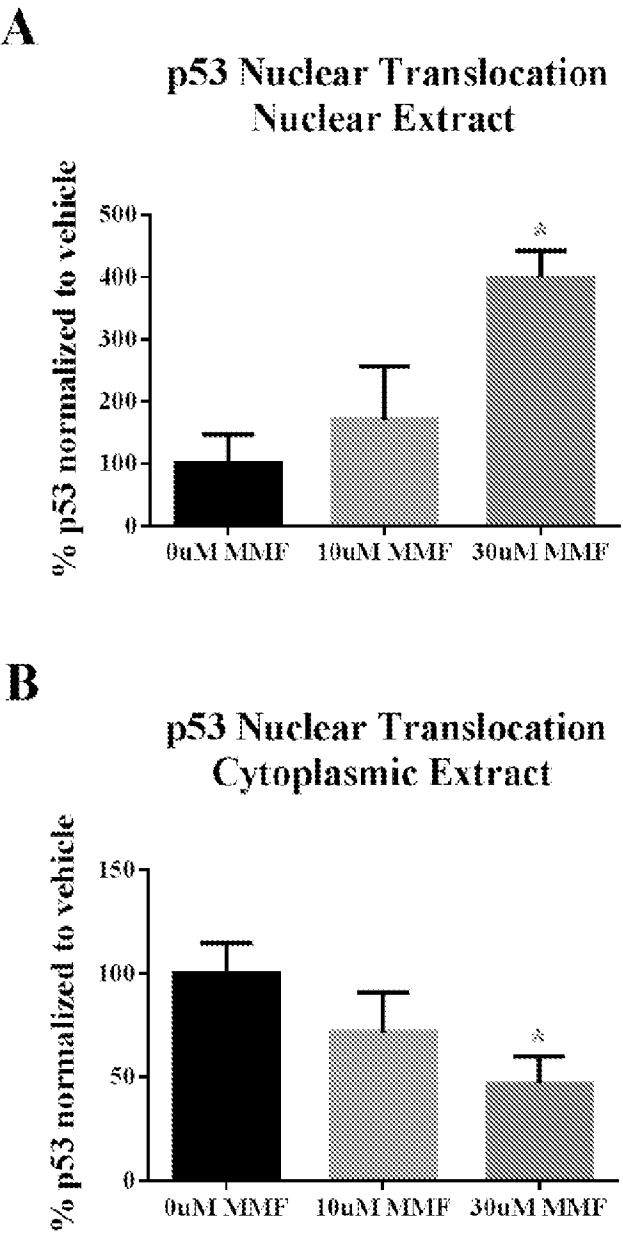 A
p53 Nuclear Translocation
Nuclear Extract
% p53 normalized to vehicle
500
400
300
200
100
0
*
0uM MMF 10uM MMF 30uM MMF
B
p53 Nuclear Translocation
Cytoplasmic Extract
% p53 normalized to vehicle
150
100
50
0
*
0uM MMF 10uM MMF 30uM MMF